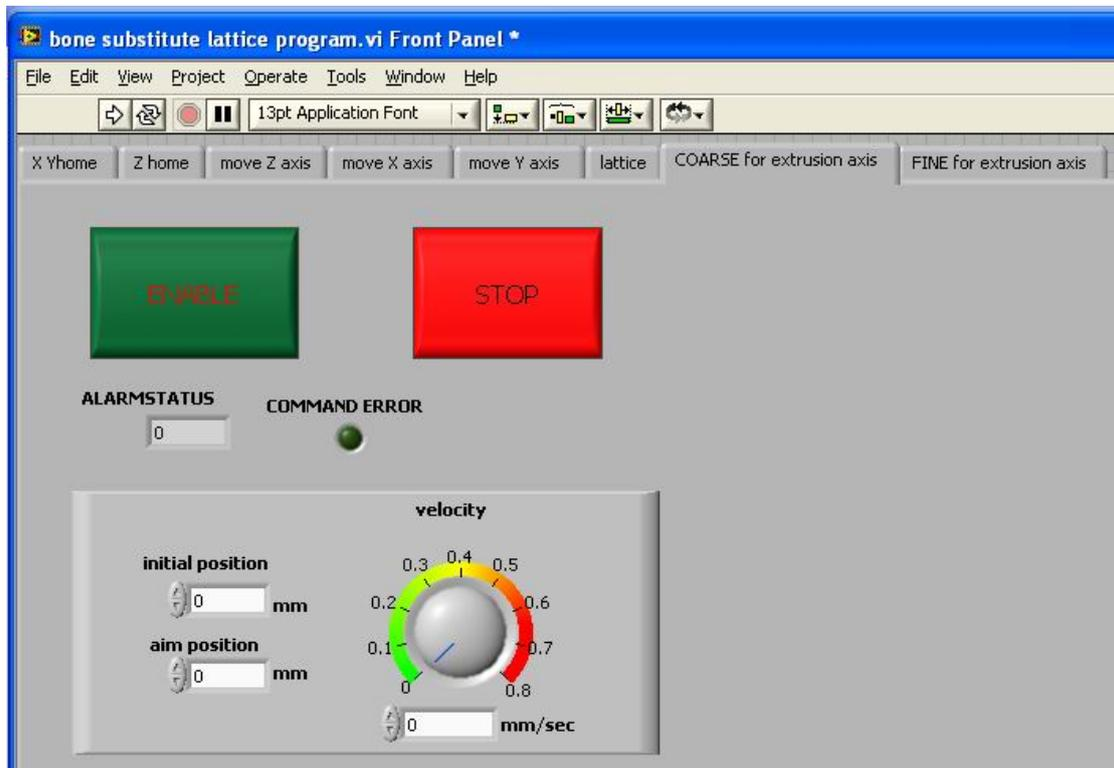 bone substitute lattice program.vi Front Panel *
File Edit View Project Operate Tools Window Help
13pt Application Font
X Yhome Z home move Z axis move X axis move Y axis lattice COARSE for extrusion axis FINE for extrusion axis
ENABLE STOP
ALARMSTATUS COMMAND ERROR
0
velocity
initial position
0 mm
aim position
0 mm
0.4
0.3 0.5
0.2 0.6
0.1 0.7
0 0.8
0 mm/sec